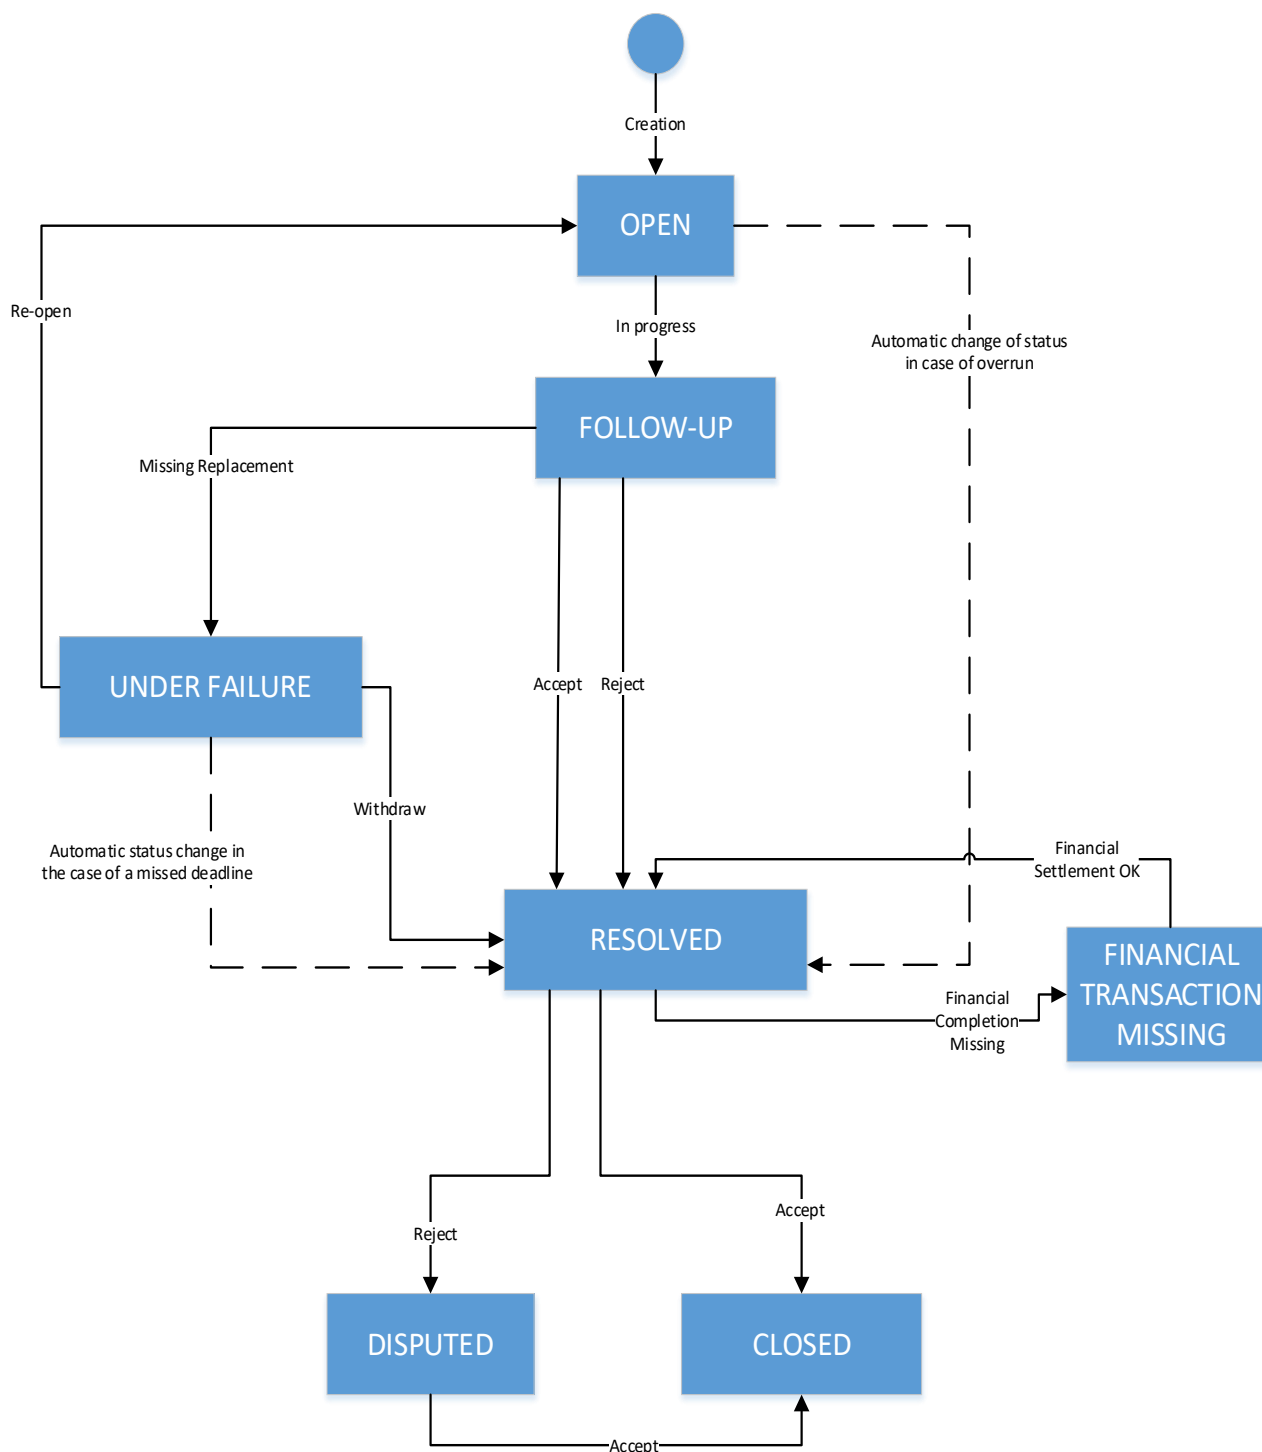 Creation
OPEN
Re-open
In progress
Automatic change of status
in case of overrun
FOLLOW-UP
Missing Replacement
UNDER FAILURE
Accept
Reject
Withdraw
Automatic status change in
the case of a missed deadline
Financial
Settlement OK
RESOLVED
FINANCIAL
TRANSACTION
MISSING
Financial
Completion
Missing
Reject
Accept
DISPUTED
CLOSED
Accept